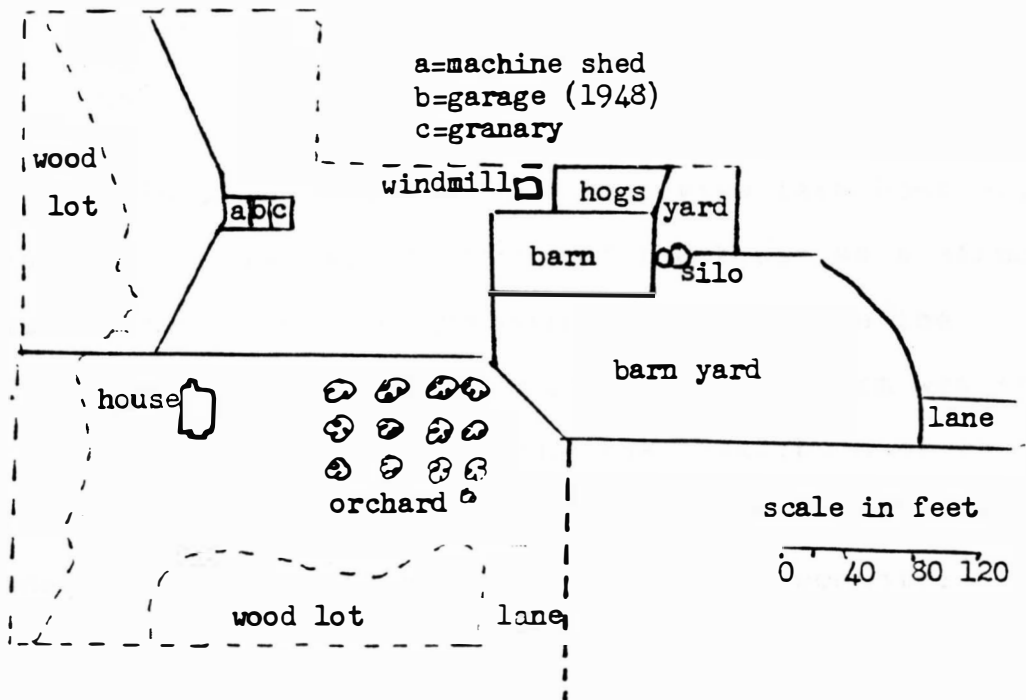 a=machine shed
b=garage (1948)
c=granary
wood
lot
windmill
hogs
yard
a b c
barn
silo
barn yard
house
lane
orchard
scale in feet
0 40 80 120
wood lot
lane